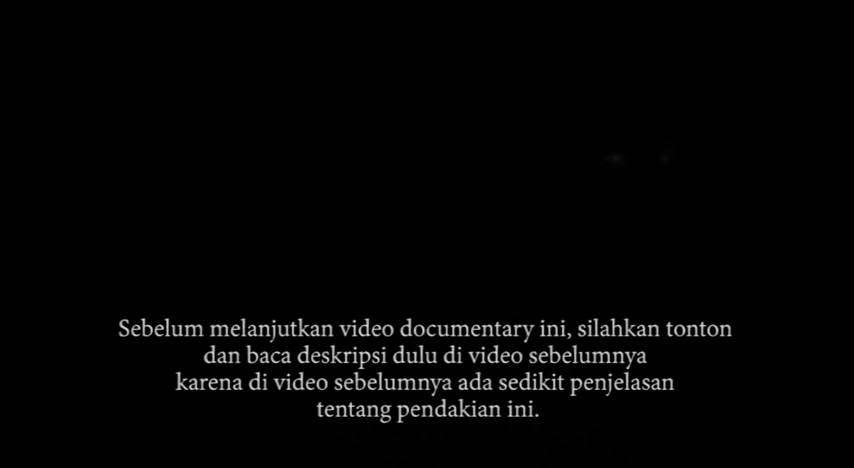 Sebelum melanjutkan video documentary ini, silahkan tonton
dan baca deskripsi dulu di video sebelumnya
karena di video sebelumnya ada sedikit penjelasan
tentang pendakian ini.